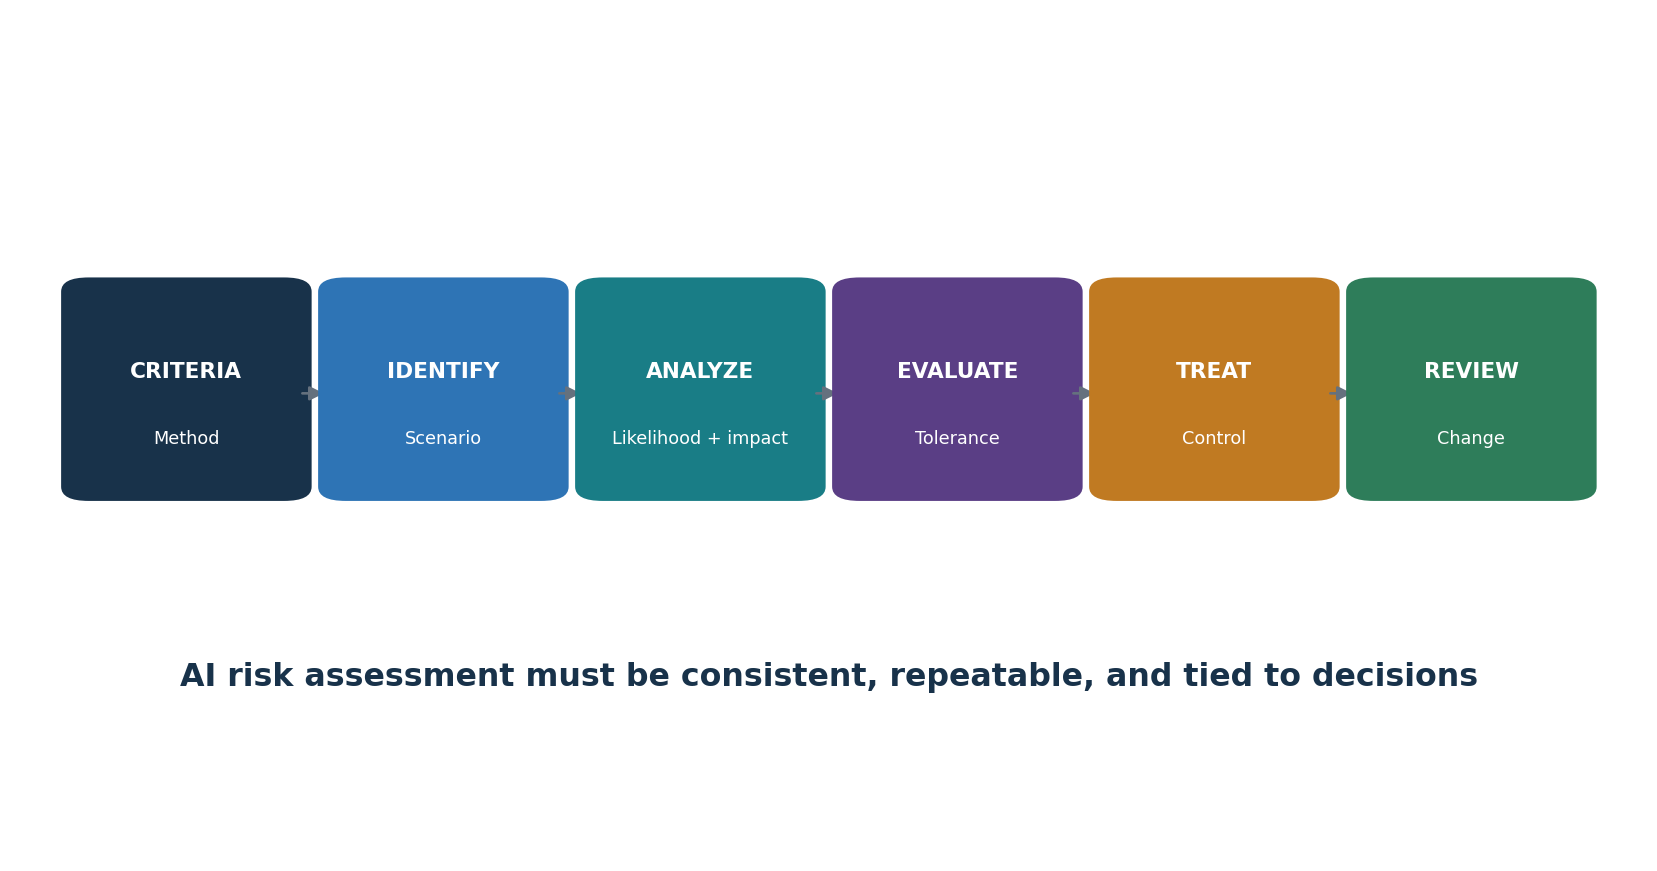 CRITERIA
Method
IDENTIFY
Scenario
ANALYZE
Likelihood + impact
EVALUATE
Tolerance
TREAT
Control
REVIEW
Change
AI risk assessment must be consistent, repeatable, and tied to decisions